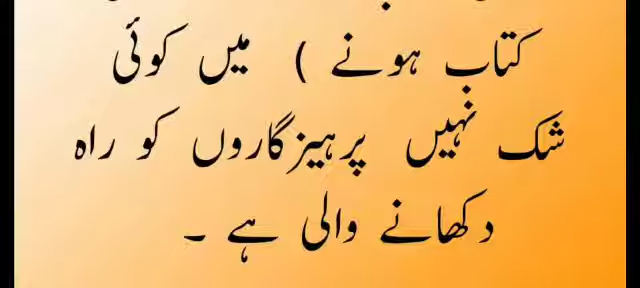 کتاب ہونے ) میں کوئی
شک نہیں پرہیزگاروں کو راہ
دکھانے والی ہے ۔